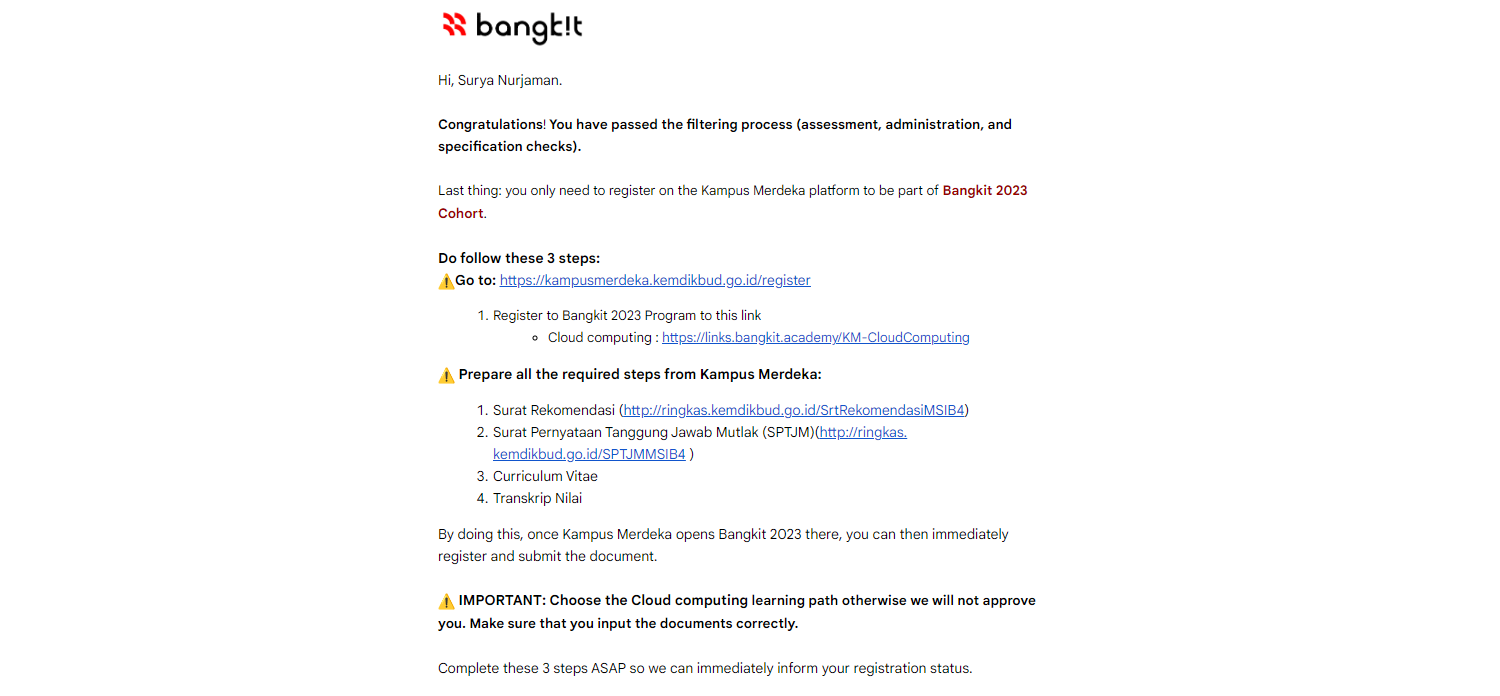 bangk!t
Hi, Surya Nurjaman.
Congratulations! You have passed the filtering process (assessment, administration, and
specification checks).
Last thing: you only need to register on the Kampus Merdeka platform to be part of Bangkit 2023
Cohort.
Do follow these 3 steps:
⚠️Go to: https://kampusmerdeka.kemdikbud.go.id/register
1. Register to Bangkit 2023 Program to this link
∘ Cloud computing : https://links.bangkit.academy/KM-CloudComputing
⚠️ Prepare all the required steps from Kampus Merdeka:
1. Surat Rekomendasi (http://ringkas.kemdikbud.go.id/SrtRekomendasiMSIB4)
2. Surat Pernyataan Tanggung Jawab Mutlak (SPTJM)(http://ringkas.
kemdikbud.go.id/SPTJMMSIB4 )
3. Curriculum Vitae
4. Transkrip Nilai
By doing this, once Kampus Merdeka opens Bangkit 2023 there, you can then immediately
register and submit the document.
⚠️ IMPORTANT: Choose the Cloud computing learning path otherwise we will not approve
you. Make sure that you input the documents correctly.
Complete these 3 steps ASAP so we can immediately inform your registration status.